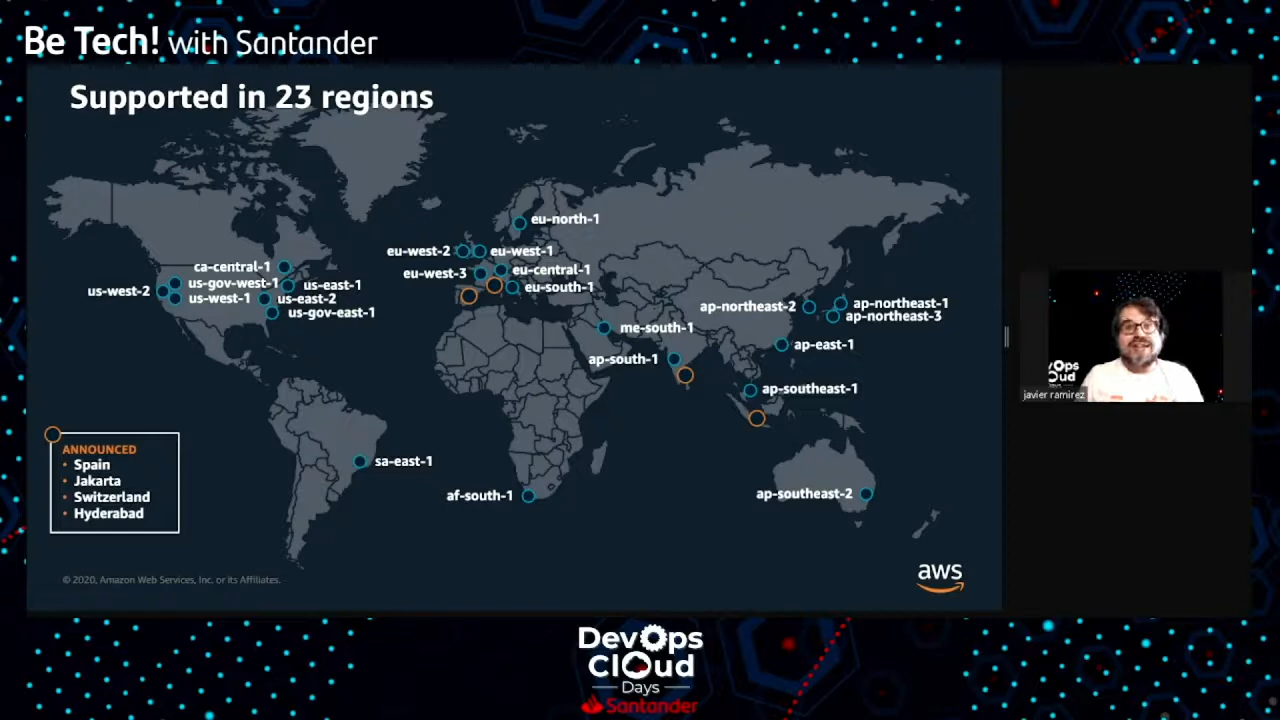 Be Tech! with Santander
Supported in 23 regions
eu-north-1
eu-west-2
eu-west-1
ca-central-1
eu-west-3
eu-central-1
us-gov-west-1
us-east-1
eu-south-1
us-west-2
us-west-1
us-east-2
ap-northeast-2
ap-northeast-1
us-gov-east-1
ap-northeast-3
me-south-1
ap-east-1
ap-south-1
ap-southeast-1
javier ramirez
ANNOUNCED
• Spain
• Jakarta
• Switzerland
• Hyderabad
sa-east-1
af-south-1
ap-southeast-2
© 2020, Amazon Web Services, Inc. or its Affiliates.
aws
DevOps
Cloud
Days
Santander